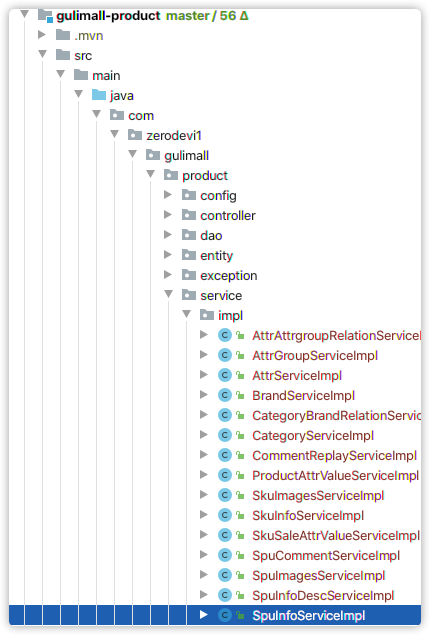 gulimall-product master / 56 Δ
.mvn
src
main
java
com
zerodevi1
gulimall
product
config
controller
dao
entity
exception
service
impl
C AttrAttrgroupRelationServiceI
C AttrGroupServiceImpl
C AttrServiceImpl
C BrandServiceImpl
C CategoryBrandRelationServic
C CategoryServiceImpl
C CommentReplayServiceImpl
C ProductAttrValueServiceImpl
C SkuImagesServiceImpl
C SkuInfoServiceImpl
C SkuSaleAttrValueServiceImpl
C SpuCommentServiceImpl
C SpuImagesServiceImpl
C SpuInfoDescServiceImpl
C SpuInfoServiceImpl